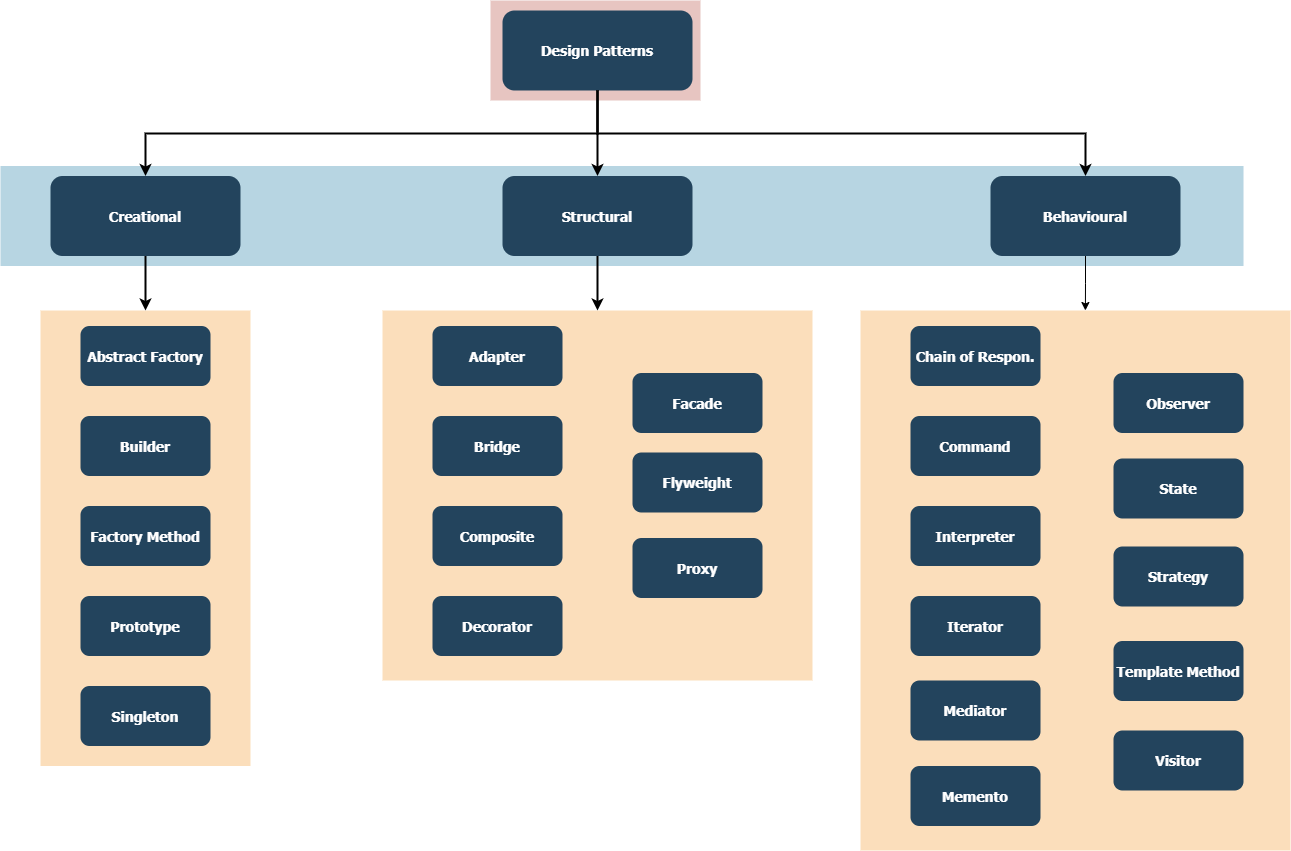 Design Patterns
Creational
Structural
Behavioural
Abstract Factory
Builder
Factory Method
Prototype
Singleton
Adapter
Bridge
Composite
Decorator
Facade
Flyweight
Proxy
Chain of Respon.
Command
Interpreter
Iterator
Mediator
Memento
Observer
State
Strategy
Template Method
Visitor